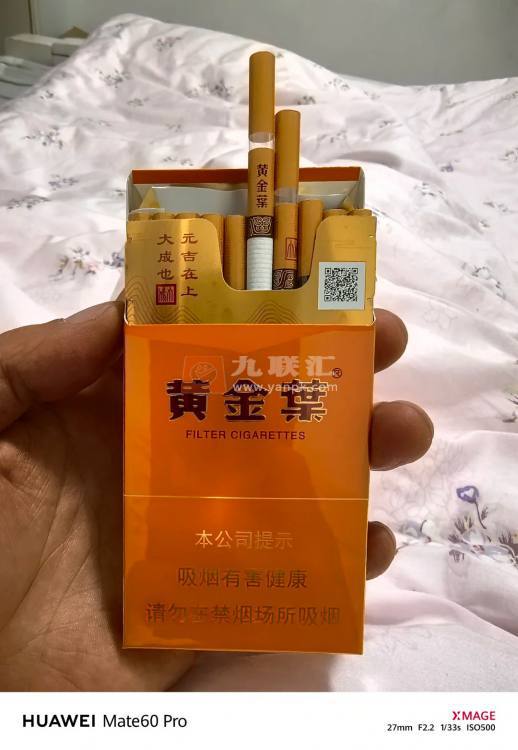 黄金葉
元吉在上
大成也
九联汇
www.yanpk.com
黄金葉®
FILTER CIGARETTES
本公司提示
吸烟有害健康
请勿在禁烟场所吸烟
HUAWEI Mate60 Pro
XMAGE
27mm F2.2 1/33s ISO500